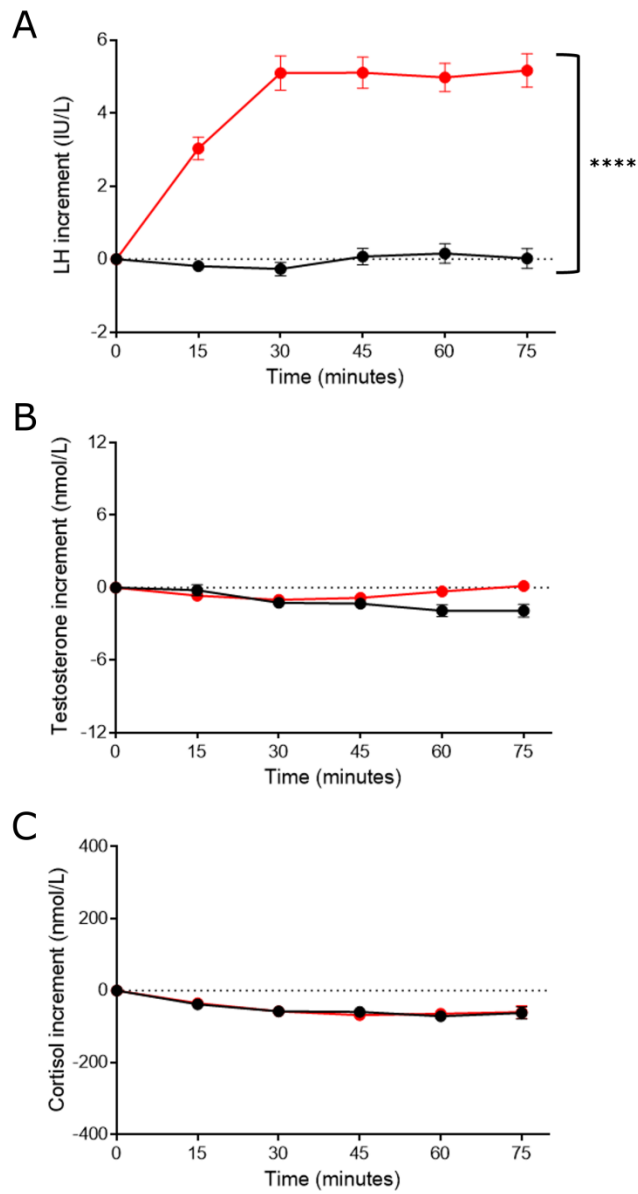 A
LH increment (IU/L)
6
4
2
0
-2
****
0 15 30 45 60 75
Time (minutes)
B
Testosterone increment (nmol/L)
12
6
0
-6
-12
0 15 30 45 60 75
Time (minutes)
C
Cortisol increment (nmol/L)
400
200
0
-200
-400
0 15 30 45 60 75
Time (minutes)